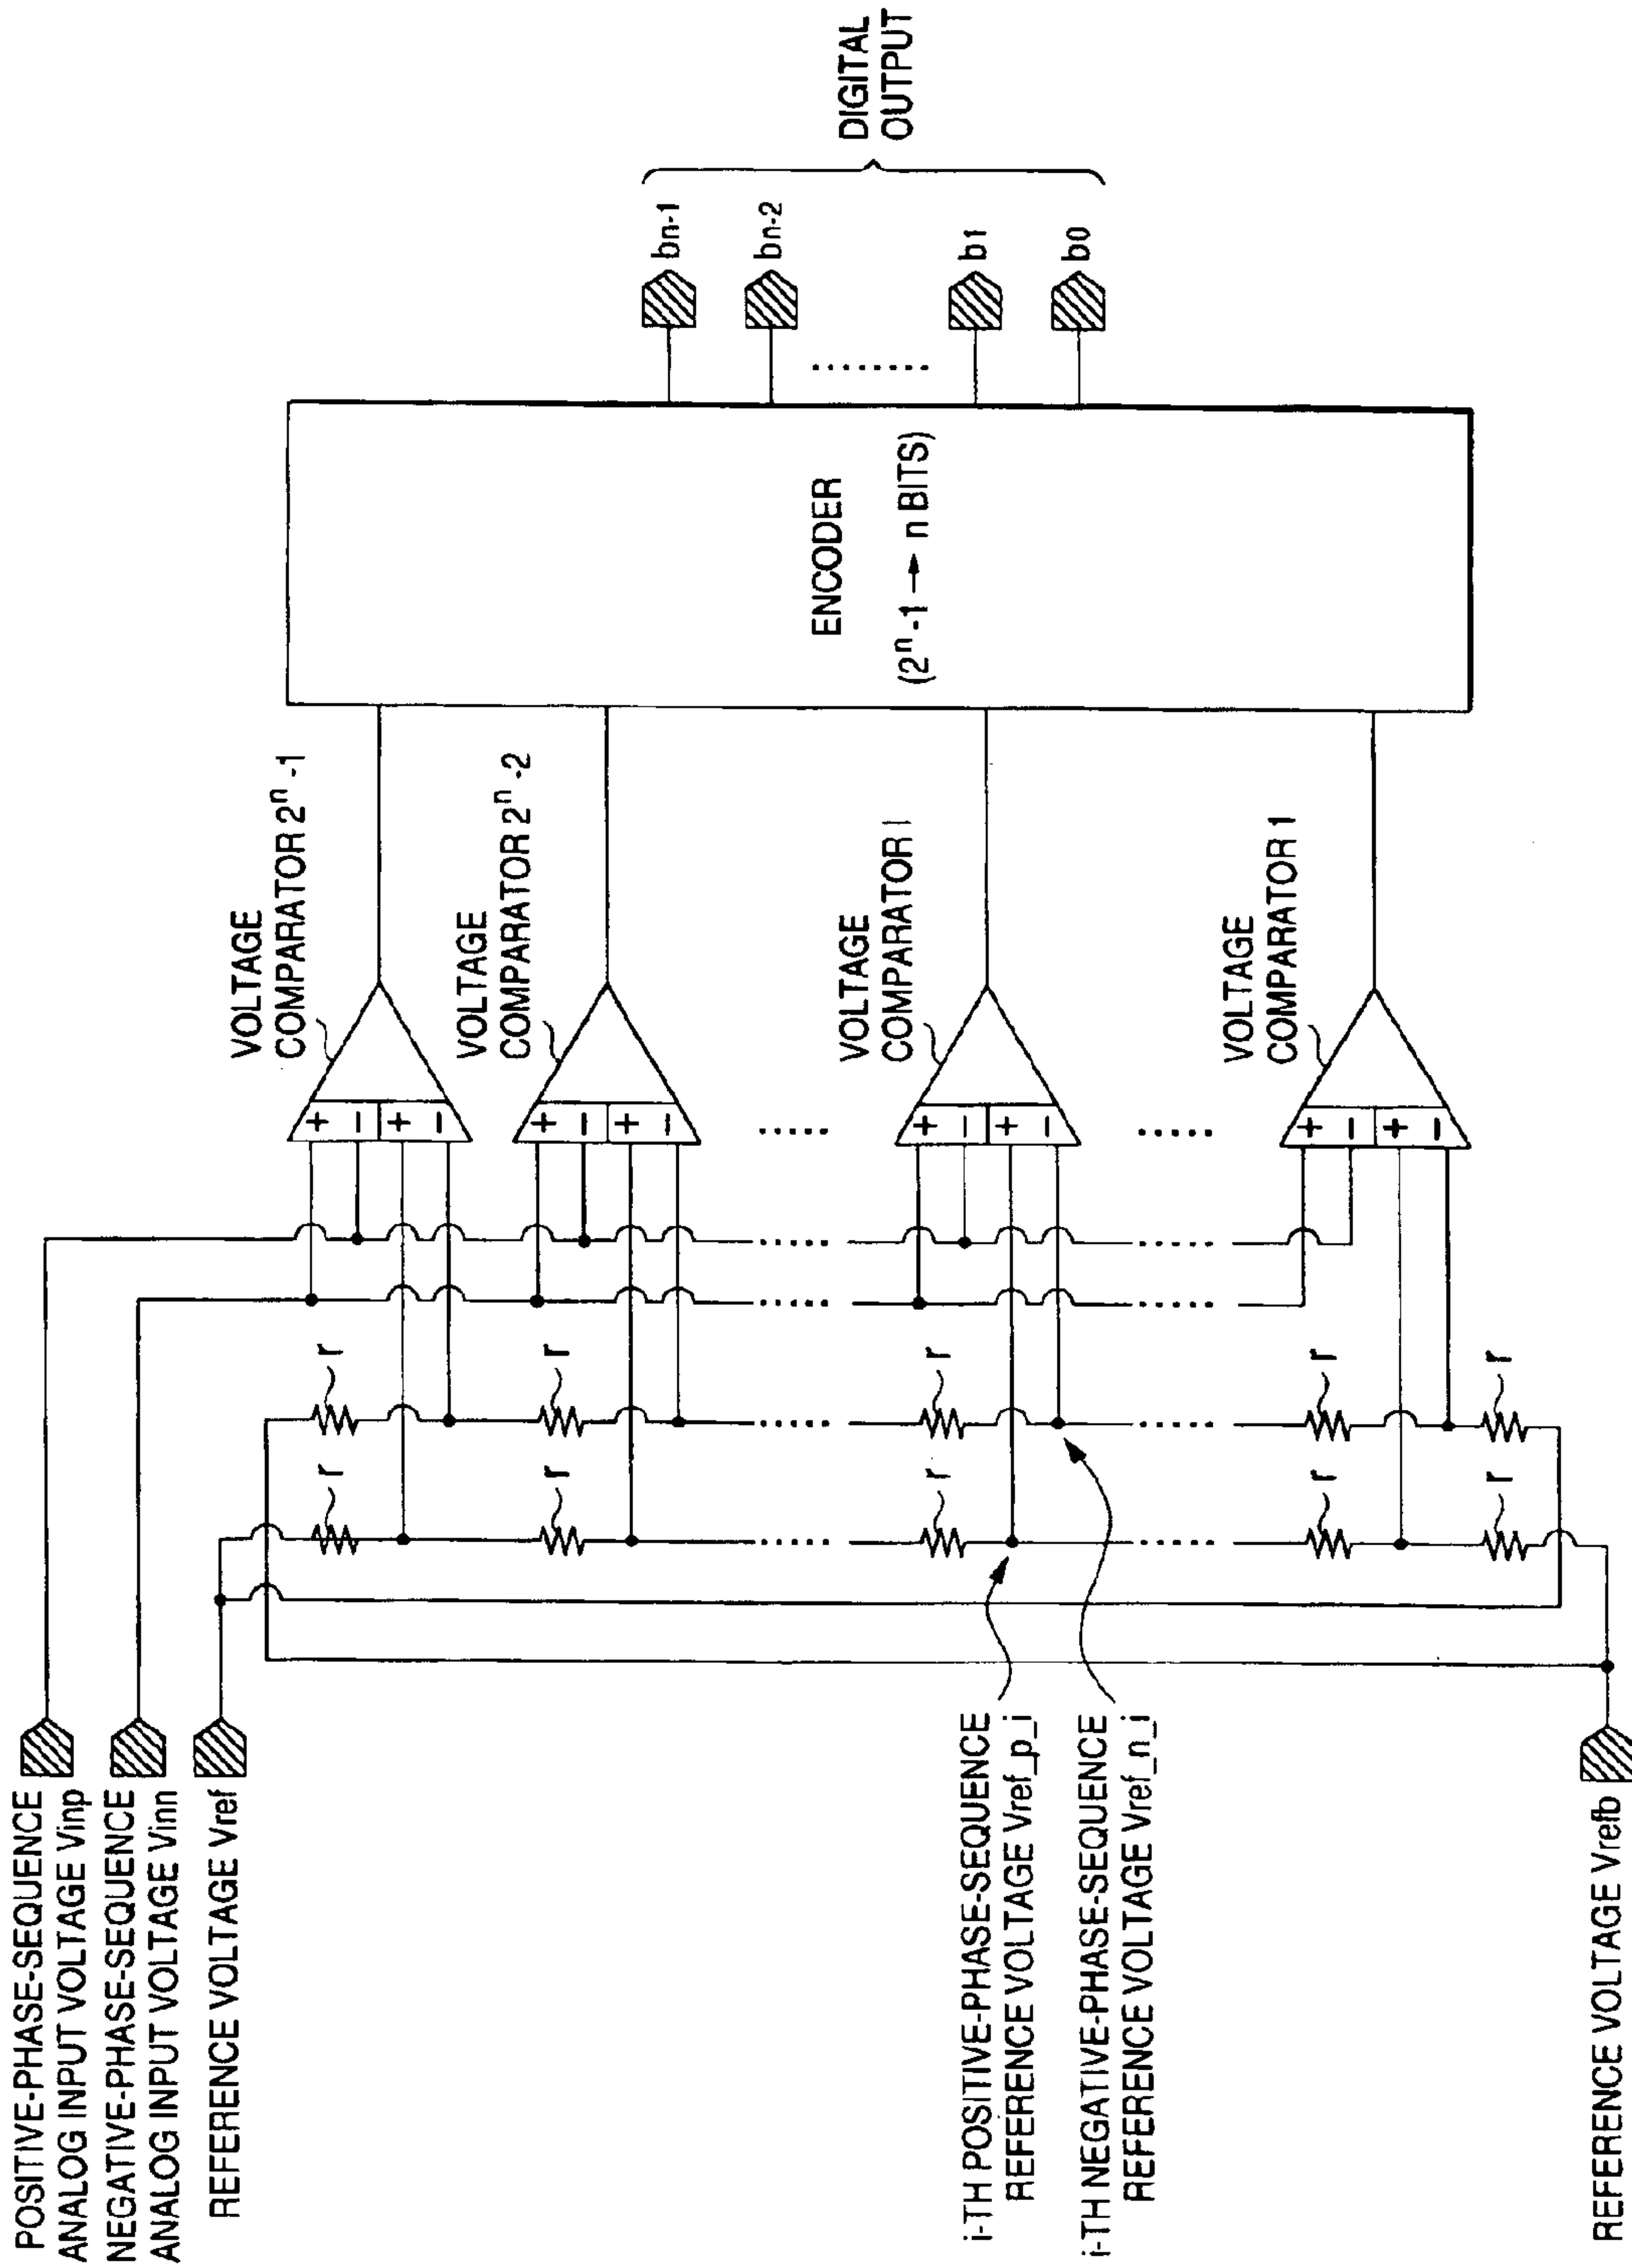 POSITIVE-PHASE-SEQUENCE
ANALOG INPUT VOLTAGE Vinp
NEGATIVE-PHASE-SEQUENCE
ANALOG INPUT VOLTAGE Vinn
REFERENCE VOLTAGE Vref
r
r
r
r
r
r
r
r
r
r
i-TH POSITIVE-PHASE-SEQUENCE
REFERENCE VOLTAGE Vref_p_i
i-TH NEGATIVE-PHASE-SEQUENCE
REFERENCE VOLTAGE Vref_n_i
REFERENCE VOLTAGE Vrefb
VOLTAGE
COMPARATOR 2ⁿ-1
+ − + −
VOLTAGE
COMPARATOR 2ⁿ-2
+ − + −
VOLTAGE
COMPARATOR I
+ − + −
VOLTAGE
COMPARATOR 1
+ − + −
ENCODER
(2ⁿ-1 → n BITS)
bn-1
bn-2
b1
b0
DIGITAL
OUTPUT